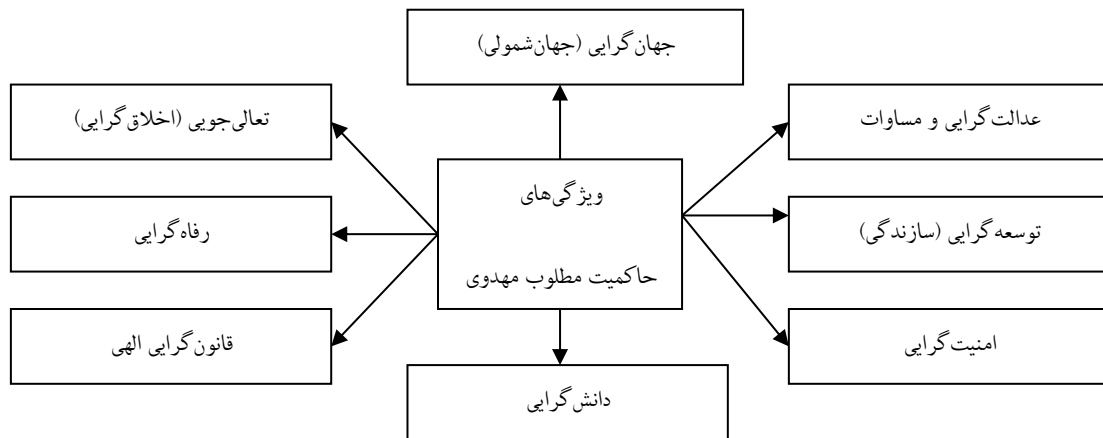 جهان‌گرایی (جهان‌شمولی)
عدالت‌گرایی و مساوات
تعالی‌جویی (اخلاق‌گرایی)
ویژگی‌های
حاکمیت مطلوب مهدوی
توسعه‌گرایی (سازندگی)
رفاه‌گرایی
امنیت‌گرایی
قانون‌گرایی الهی
دانش‌گرایی